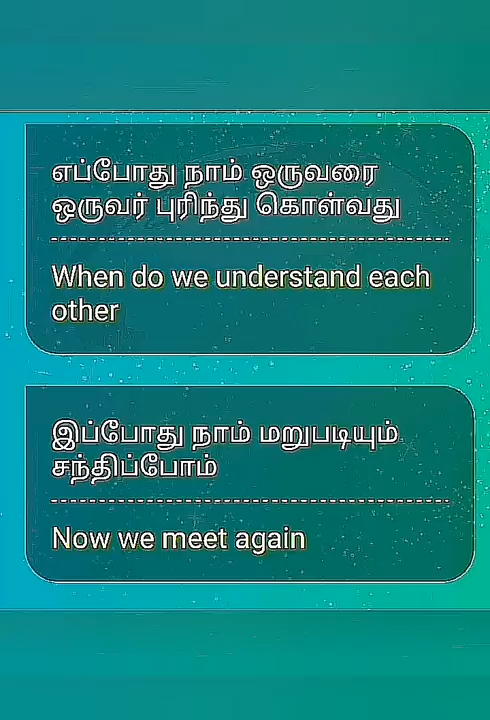 எப்போது நாம் ஒருவரை
ஒருவர் புரிந்து கொள்வது
When do we understand each
other
இப்போது நாம் மறுபடியும்
சந்திப்போம்
Now we meet again